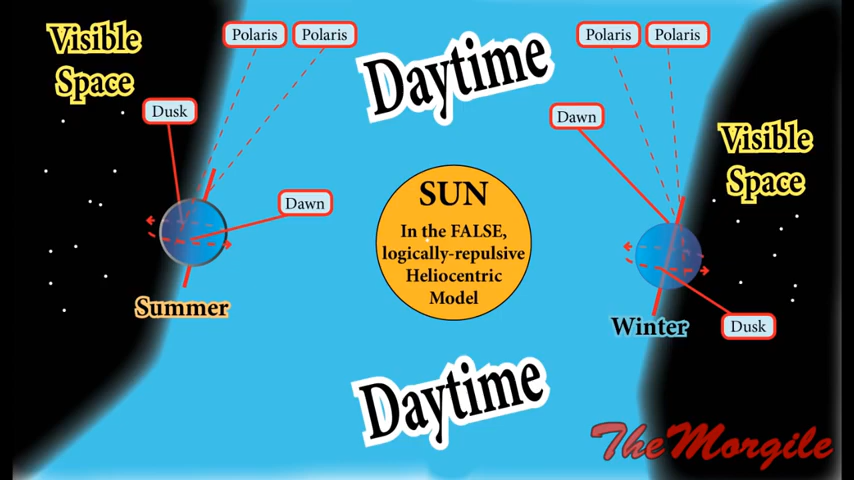 Visible
Space
Polaris
Polaris
Daytime
Polaris
Polaris
Dusk
Dawn
Visible
Space
Dawn
SUN
In the FALSE,
logically-repulsive
Heliocentric
Model
Summer
Winter
Dusk
Daytime
TheMorgile